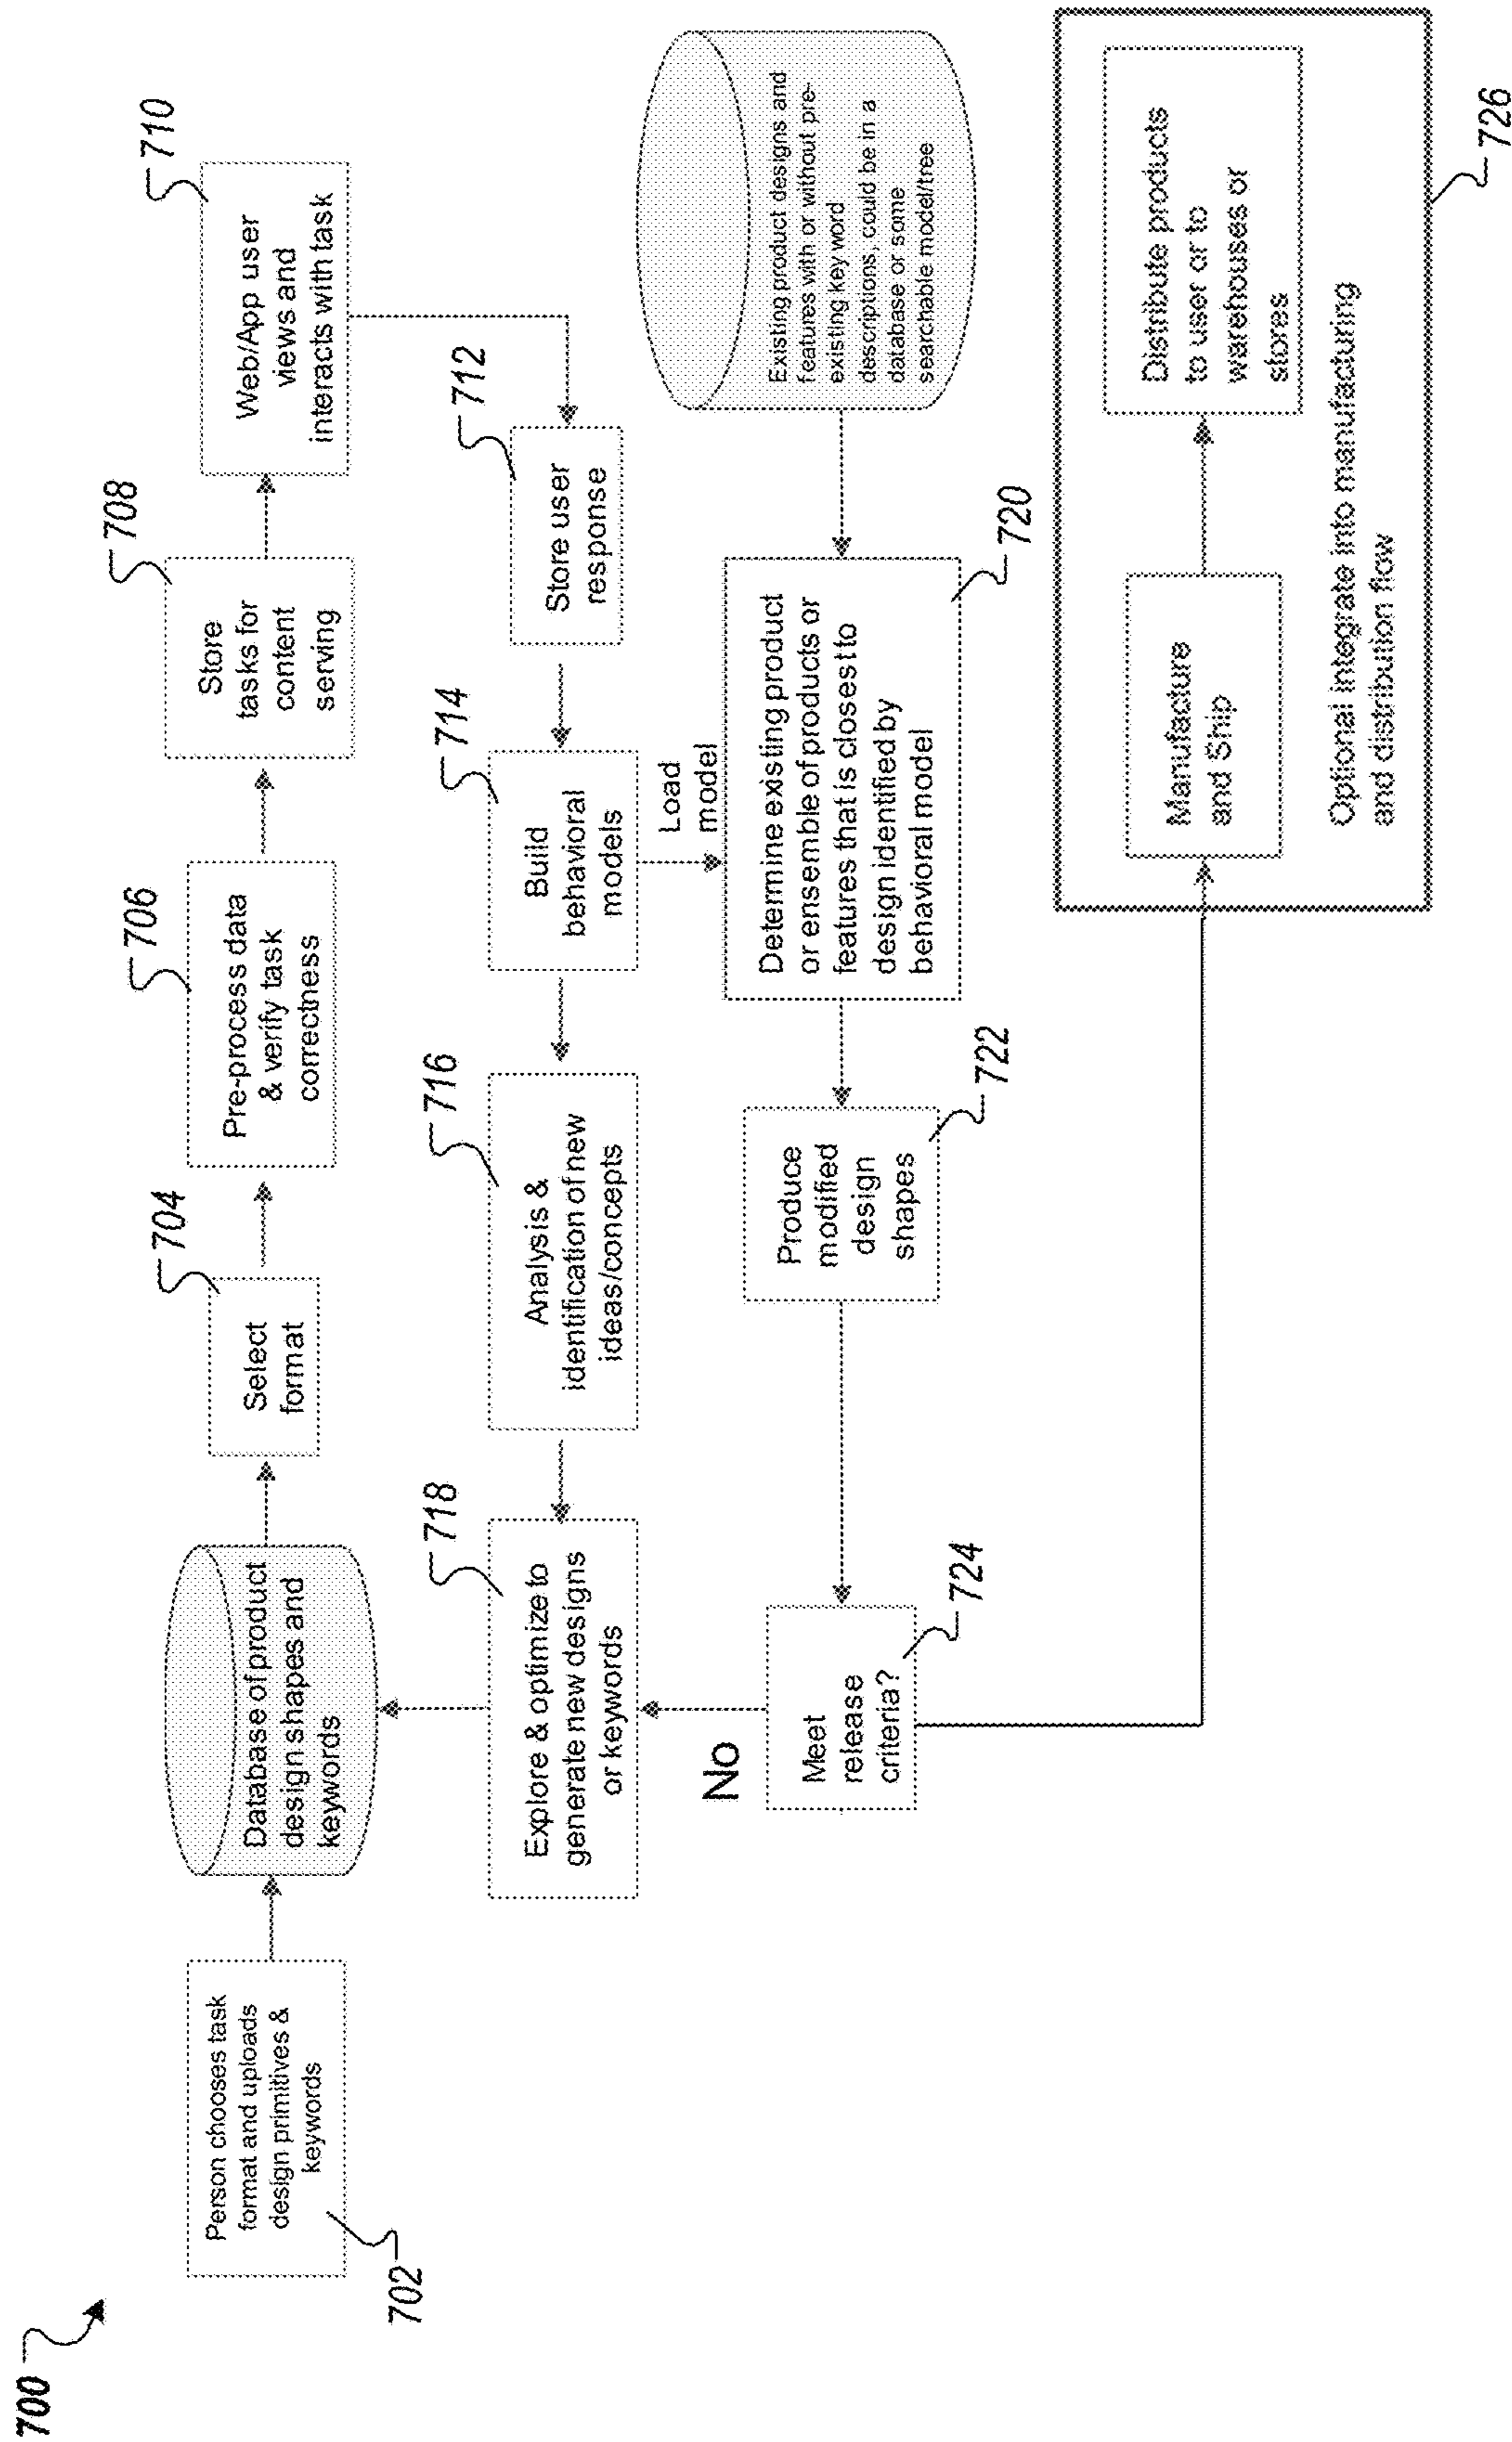 700
702
Person chooses task
format and uploads
design primitives &
keywords
Database of product
design shapes and
keywords
704
Select
format
706
Pre-process data
& verify task
correctness
708
Store
tasks for
content
serving
710
Web/App user
views and
interacts with task
712
Store user
response
714
Build
behavioral
models
716
Analysis &
identification of new
ideas/concepts
718
Explore & optimize to
generate new designs
or keywords
Load
model
Existing product designs and
features with or without pre-
existing key word
descriptions, could be in a
database or some
searchable model/tree
720
Determine existing product
or ensemble of products or
features that is closest to
design identified by
behavioral model
722
Produce
modified
design
shapes
724
Meet
release
criteria?
No
Manufacture
and Ship
Distribute products
to user or to
warehouses or
stores
Optional integrate into manufacturing
and distribution flow
726